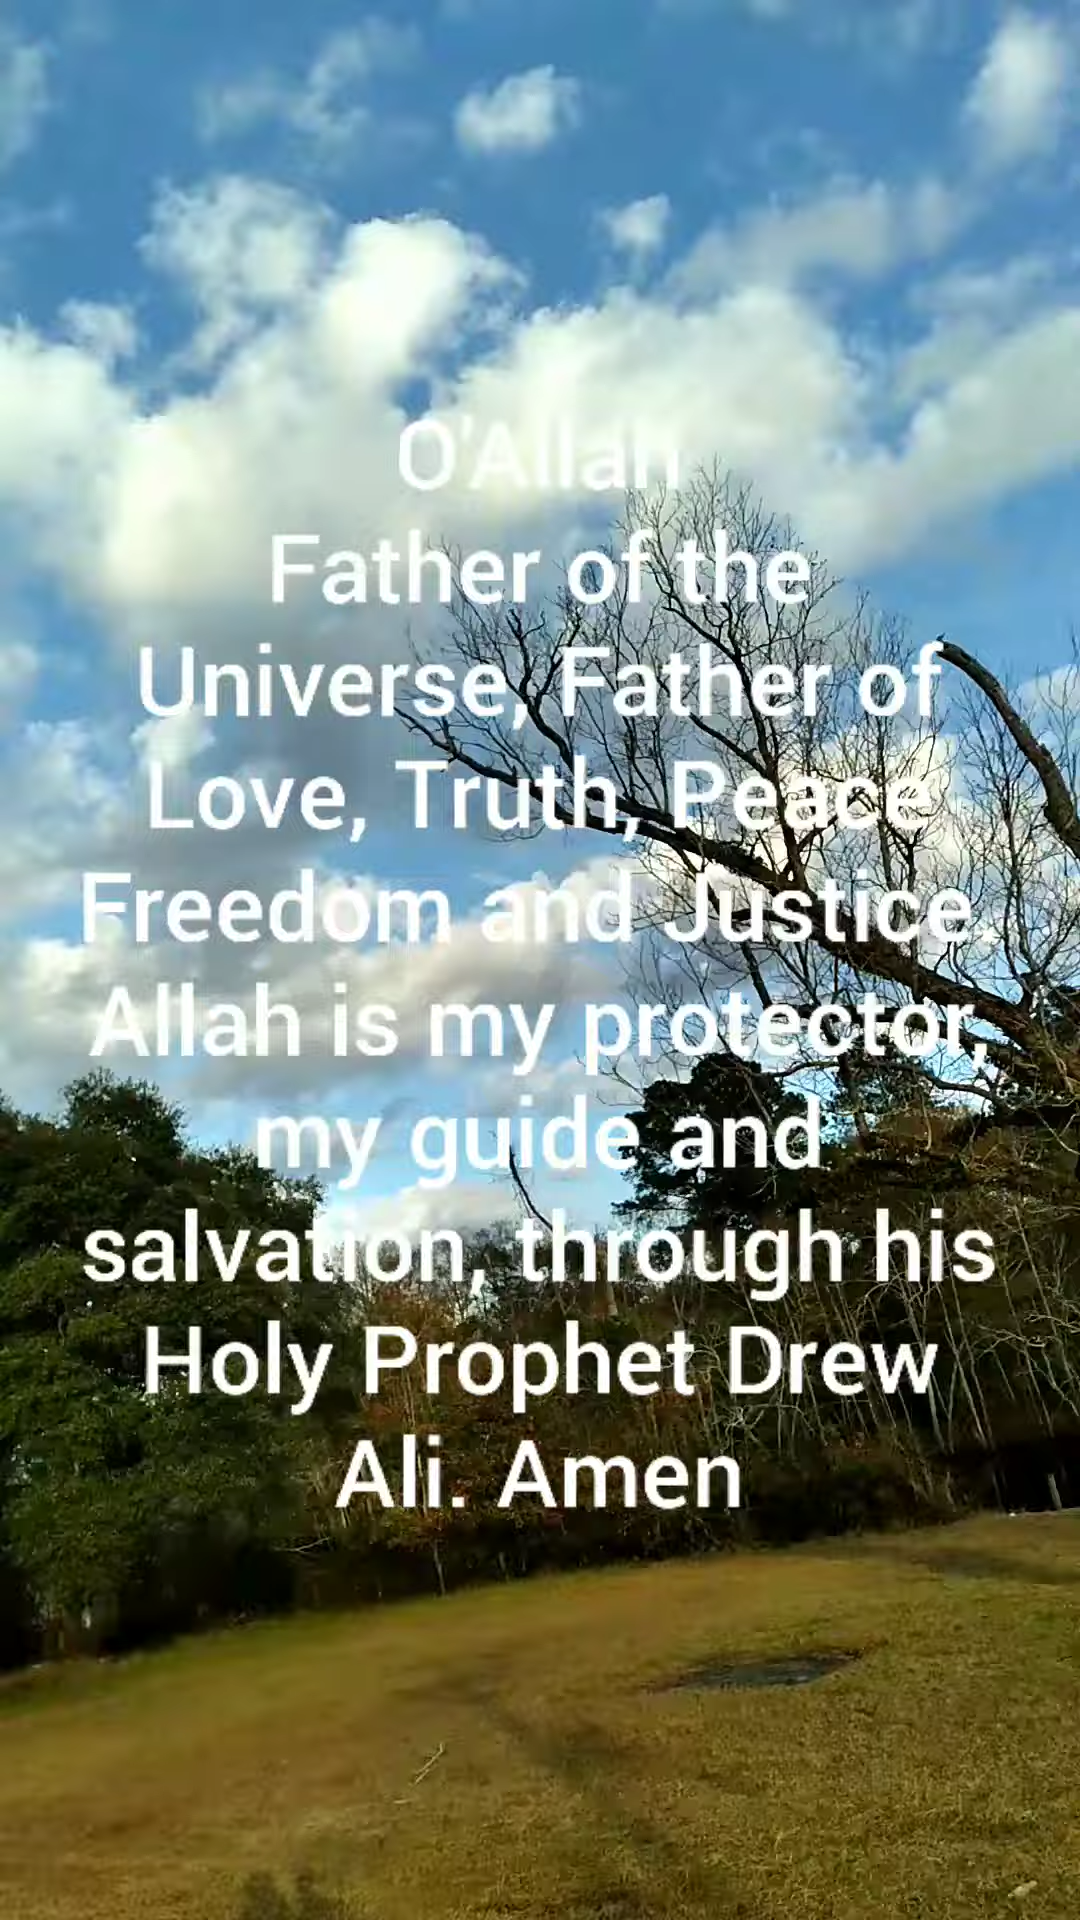 O'Allah
Father of the
Universe, Father of
Love, Truth, Peace
Freedom and Justice.
Allah is my protector,
my guide and
salvation, through his
Holy Prophet Drew
Ali. Amen